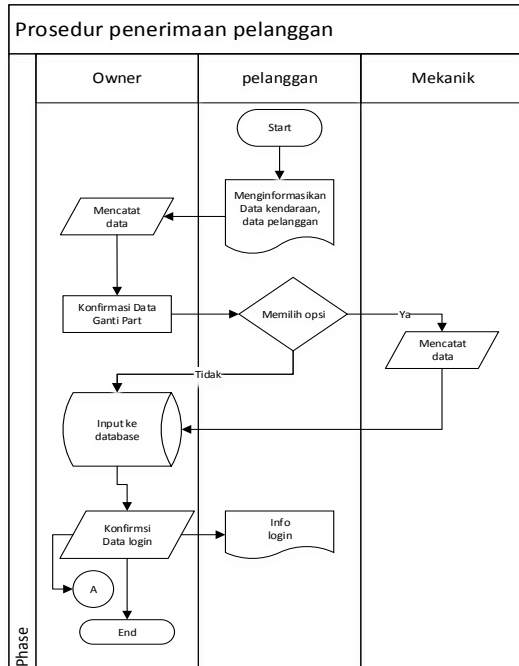 Prosedur penerimaan pelanggan
Owner
pelanggan
Mekanik
Start
Menginformasikan
Data kendaraan,
data pelanggan
Mencatat
data
Konfirmasi Data
Ganti Part
Memilih opsi
Ya
Mencatat
data
Tidak
Input ke
database
Konfirmsi
Data login
Info
login
A
End
Phase